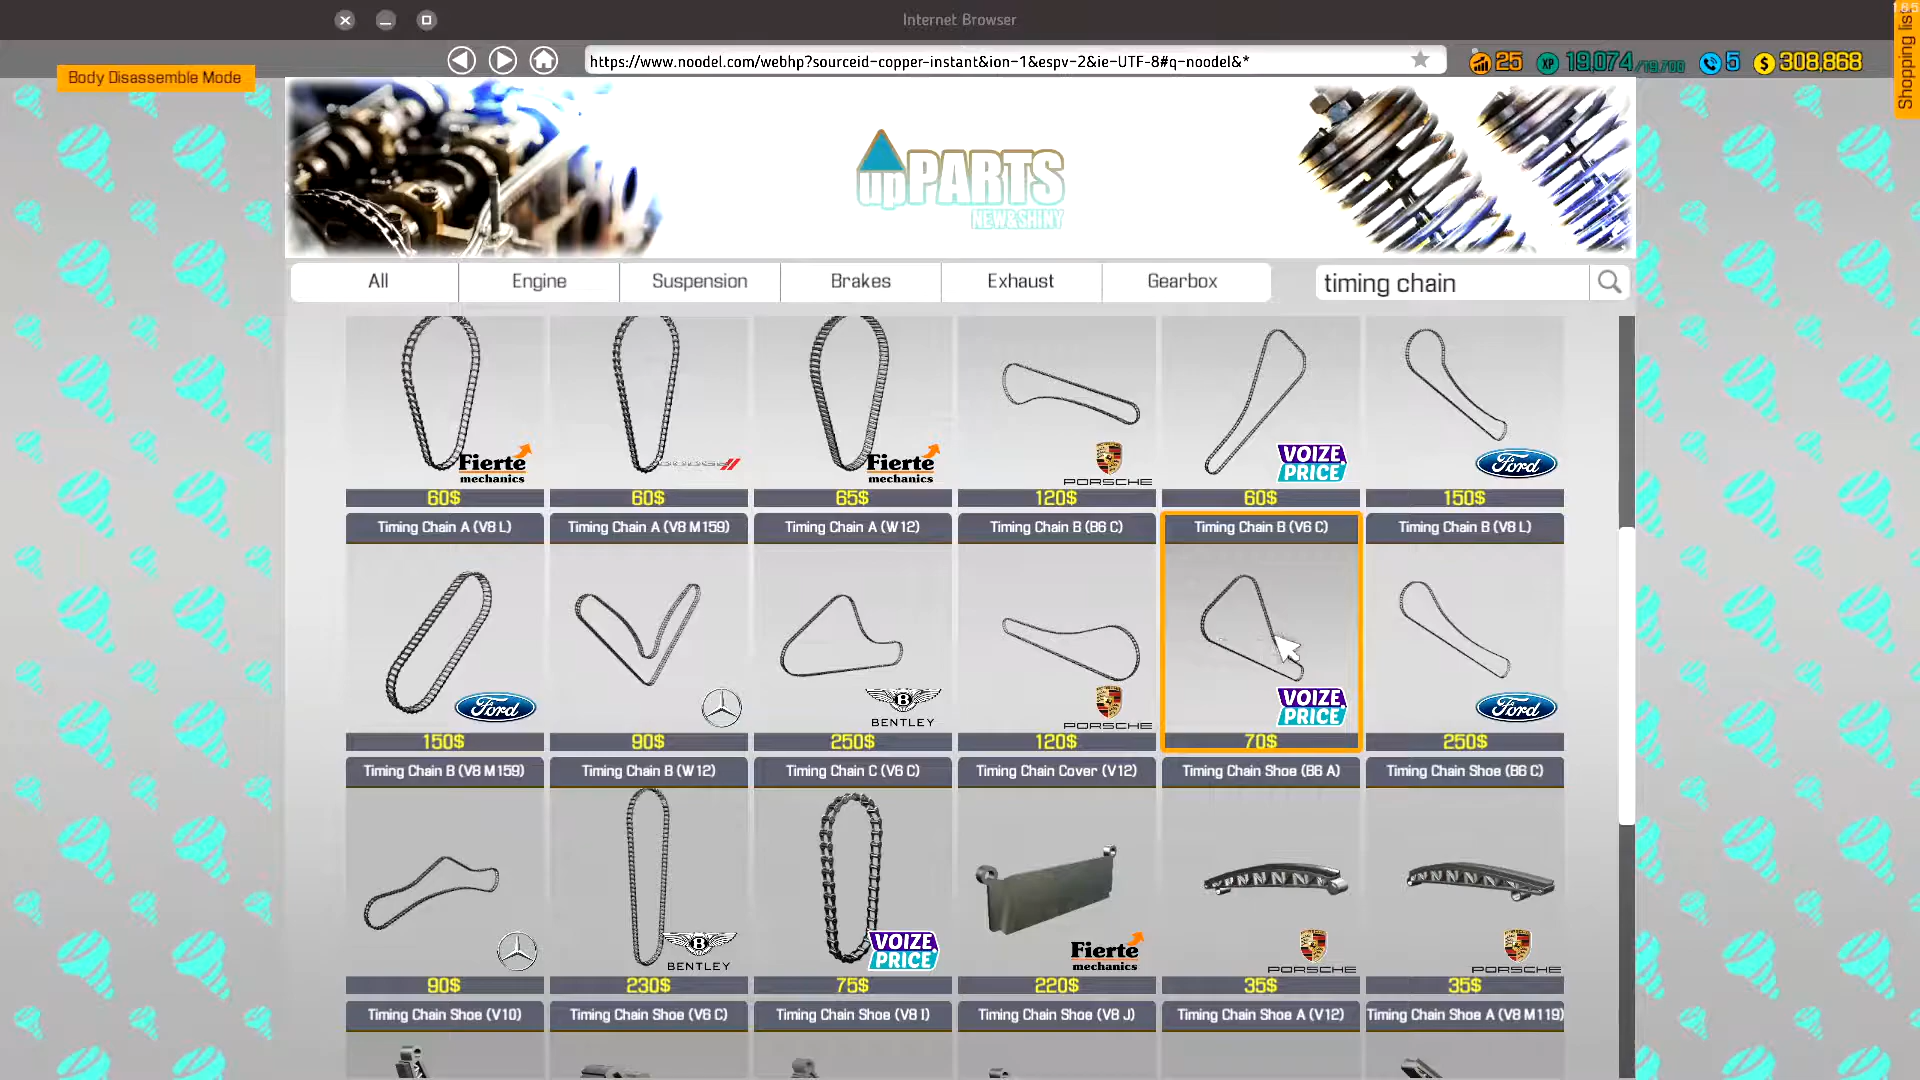 Internet Browser
185
Shopping list
https://www.noodel.com/webhp?sourceid-copper-instant&ion-1&espv-2&ie-UTF-8#q-noodel&*
25 XP 19,074/19,700 5 $ 308,868
Body Disassemble Mode
upPARTS
NEW&SHINY
All Engine Suspension Brakes Exhaust Gearbox timing chain
Fierte mechanics DODGE Fierte mechanics PORSCHE VOIZE PRICE Ford
60$ 60$ 65$ 120$ 60$ 150$
Timing Chain A (V8 L) Timing Chain A (V8 M159) Timing Chain A (W12) Timing Chain B (B6 C) Timing Chain B (V6 C) Timing Chain B (V8 L)
Ford B BENTLEY PORSCHE VOIZE PRICE Ford
150$ 90$ 250$ 120$ 70$ 250$
Timing Chain B (V8 M159) Timing Chain B (W12) Timing Chain C (V6 C) Timing Chain Cover (V12) Timing Chain Shoe (B6 A) Timing Chain Shoe (B6 C)
B BENTLEY VOIZE PRICE Fierte mechanics PORSCHE PORSCHE
90$ 230$ 75$ 220$ 35$ 35$
Timing Chain Shoe (V10) Timing Chain Shoe (V6 C) Timing Chain Shoe (V8 I) Timing Chain Shoe (V8 J) Timing Chain Shoe A (V12) Timing Chain Shoe A (V8 M119)